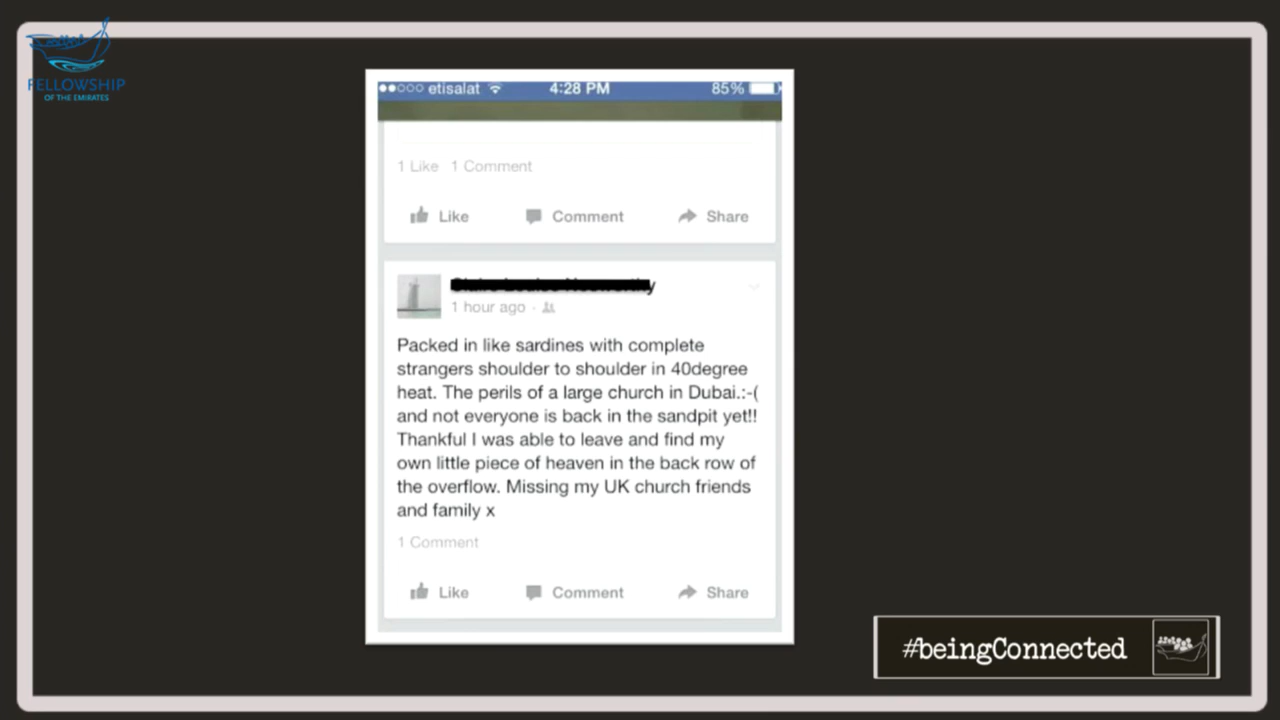 FELLOWSHIP
OF THE EMIRATES
etisalat 4:28 PM 85%
1 Like 1 Comment
Like Comment Share
1 hour ago ·
Packed in like sardines with complete
strangers shoulder to shoulder in 40degree
heat. The perils of a large church in Dubai.:-(
and not everyone is back in the sandpit yet!!
Thankful I was able to leave and find my
own little piece of heaven in the back row of
the overflow. Missing my UK church friends
and family x
1 Comment
Like Comment Share
#beingConnected